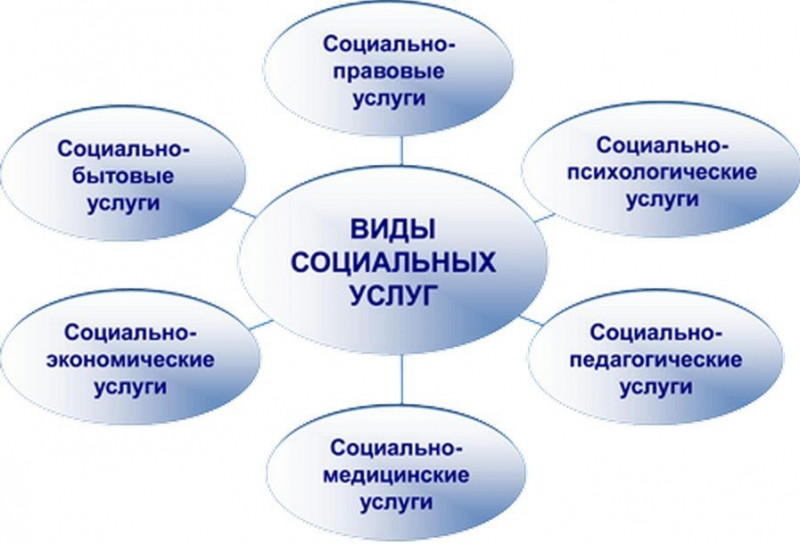 Социально-
правовые
услуги
Социально-
бытовые
услуги
Социально-
психологические
услуги
ВИДЫ
СОЦИАЛЬНЫХ
УСЛУГ
Социально-
экономические
услуги
Социально-
педагогические
услуги
Социально-
медицинские
услуги